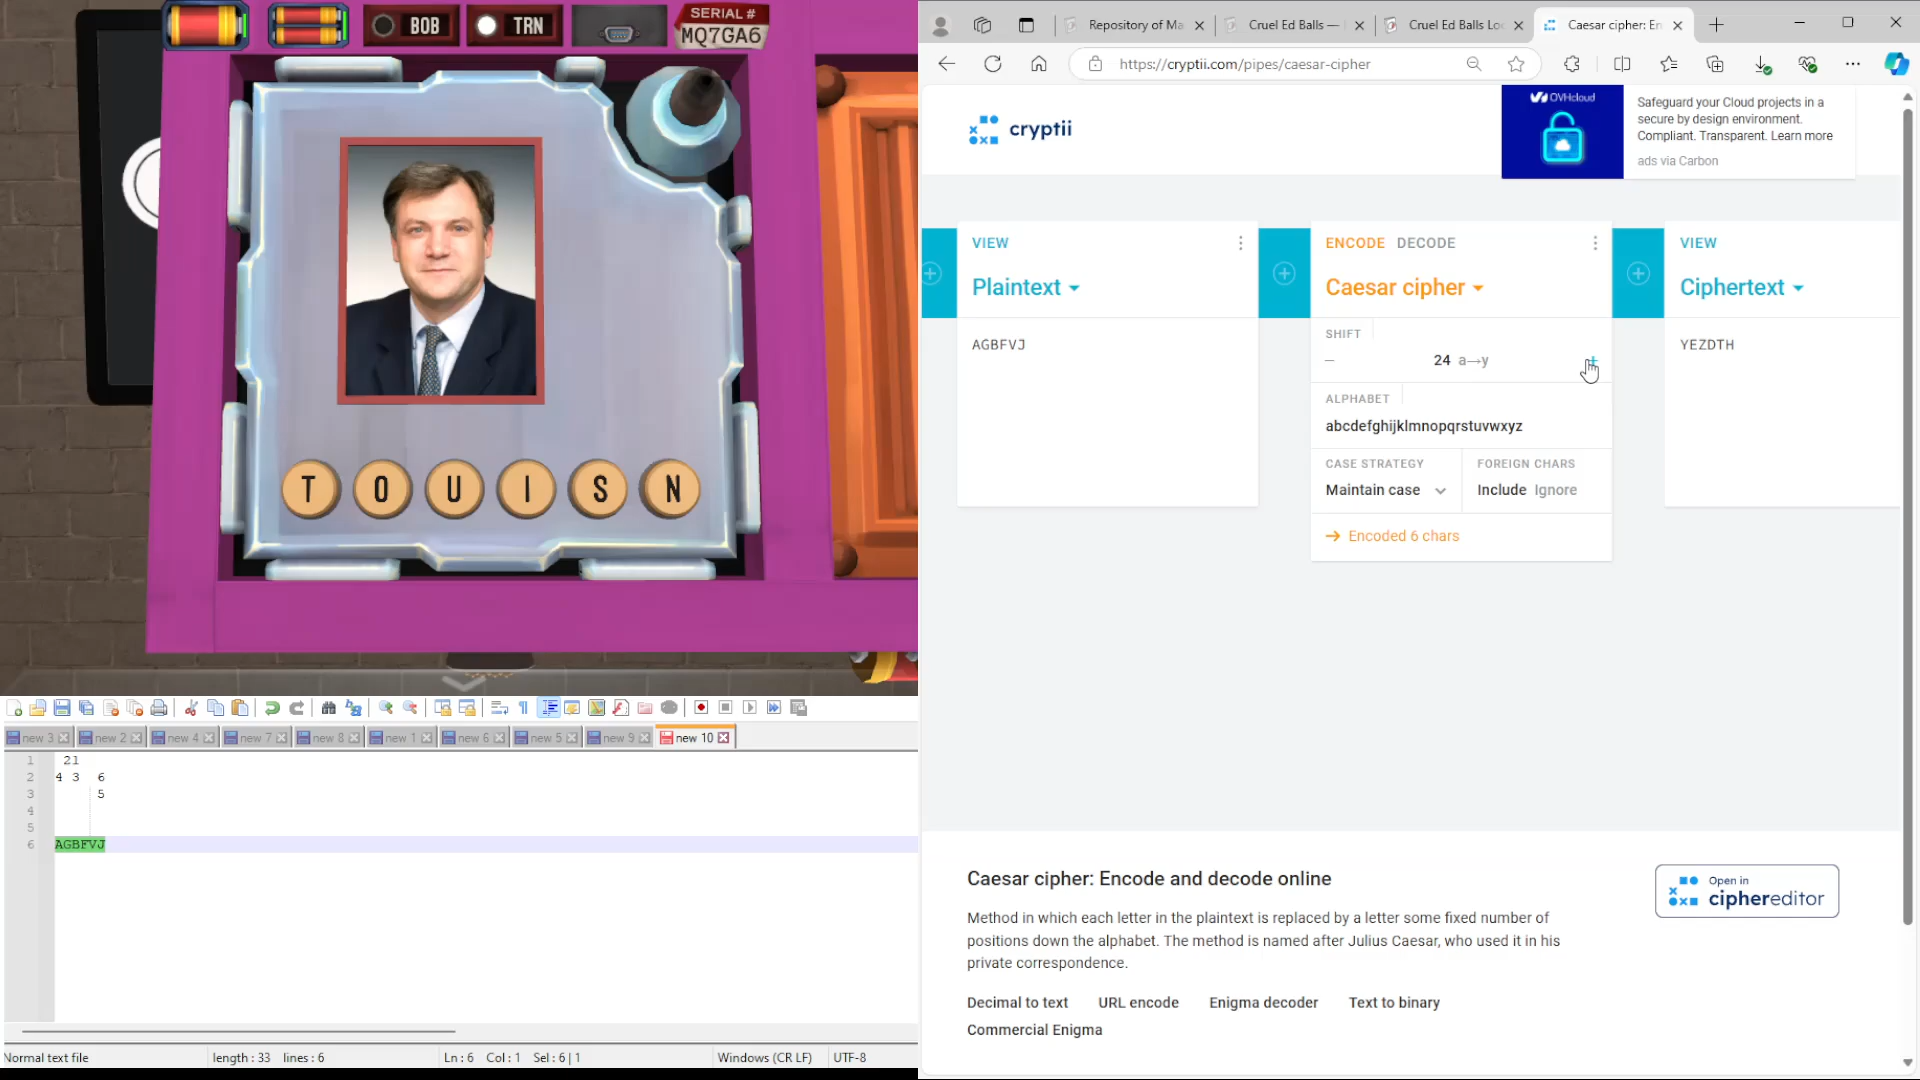 BOB
TRN
SERIAL #
MQ7GA6
T O U I S N
new 3
new 2
new 4
new 7
new 8
new 1
new 6
new 5
new 9
new 10
1 21
2 4 3 6
3 5
4
5
6 AGBFVJ
Normal text file
length : 33 lines : 6
Ln : 6 Col : 1 Sel : 6 | 1
Windows (CR LF)
UTF-8
Repository of Ma
Cruel Ed Balls —
Cruel Ed Balls Lo
Caesar cipher: En
https://cryptii.com/pipes/caesar-cipher
cryptii
OVHcloud
Safeguard your Cloud projects in a
secure by design environment.
Compliant. Transparent. Learn more
ads via Carbon
VIEW
Plaintext
AGBFVJ
ENCODE DECODE
Caesar cipher
SHIFT
− 24 a→y +
ALPHABET
abcdefghijklmnopqrstuvwxyz
CASE STRATEGY
Maintain case
FOREIGN CHARS
Include Ignore
→ Encoded 6 chars
VIEW
Ciphertext
YEZDTH
Caesar cipher: Encode and decode online
Method in which each letter in the plaintext is replaced by a letter some fixed number of
positions down the alphabet. The method is named after Julius Caesar, who used it in his
private correspondence.
Decimal to text URL encode Enigma decoder Text to binary
Commercial Enigma
Open in
ciphereditor